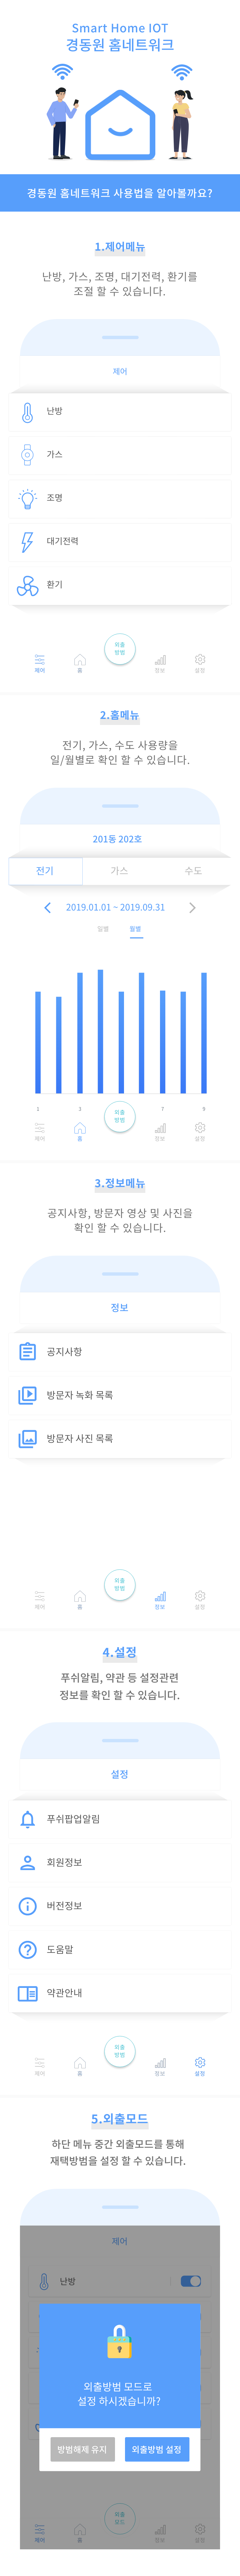 Smart Home IOT
경동원 홈네트워크
경동원 홈네트워크 사용법을 알아볼까요?
1.제어메뉴
난방, 가스, 조명, 대기전력, 환기를
조절 할 수 있습니다.
제어
난방
가스
조명
대기전력
환기
외출
방범
제어
홈
정보
설정
2.홈메뉴
전기, 가스, 수도 사용량을
일/월별로 확인 할 수 있습니다.
201동 202호
전기
가스
수도
2019.01.01 ~ 2019.09.31
일별
월별
1
3
7
9
외출
방범
제어
홈
정보
설정
3.정보메뉴
공지사항, 방문자 영상 및 사진을
확인 할 수 있습니다.
정보
공지사항
방문자 녹화 목록
방문자 사진 목록
외출
방범
제어
홈
정보
설정
4.설정
푸쉬알림, 약관 등 설정관련
정보를 확인 할 수 있습니다.
설정
푸쉬팝업알림
회원정보
버전정보
도움말
약관안내
외출
방범
제어
홈
정보
설정
5.외출모드
하단 메뉴 중간 외출모드를 통해
재택방범을 설정 할 수 있습니다.
제어
난방
외출방범 모드로
설정 하시겠습니까?
방범해제 유지
외출방범 설정
외출
제어
홈
정보
설정